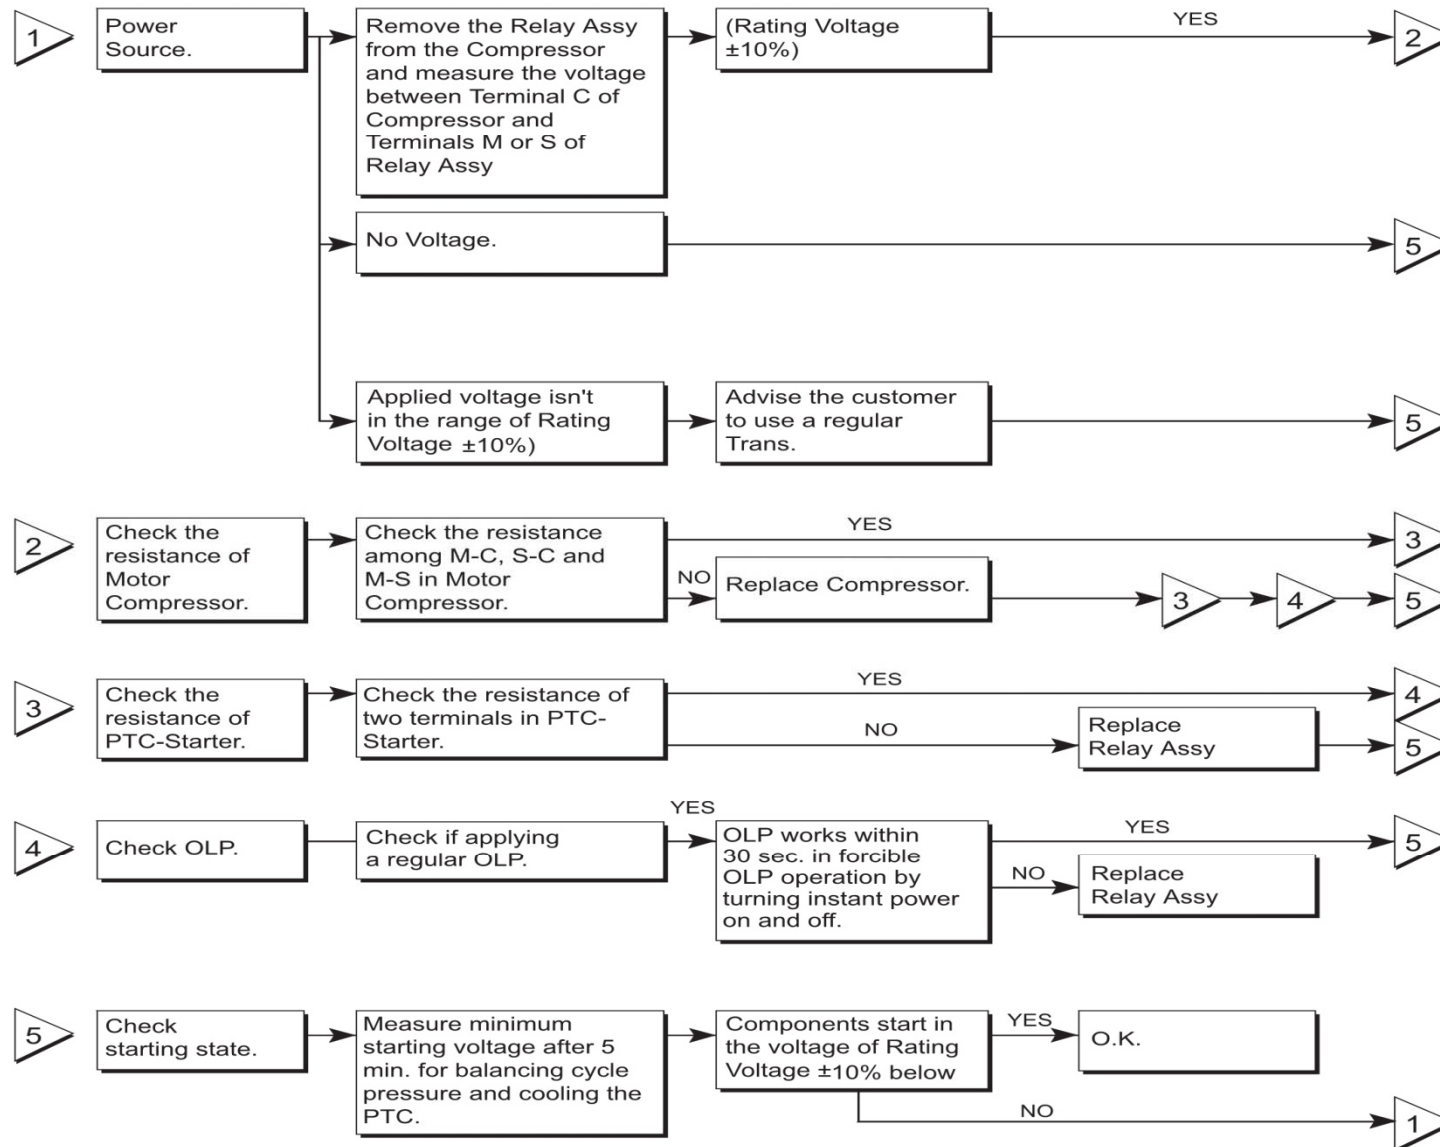 1
Power
Source.
Remove the Relay Assy
from the Compressor
and measure the voltage
between Terminal C of
Compressor and
Terminals M or S of
Relay Assy
(Rating Voltage
±10%)
YES
2
No Voltage.
5
Applied voltage isn't
in the range of Rating
Voltage ±10%)
Advise the customer
to use a regular
Trans.
5
2
Check the
resistance of
Motor
Compressor.
Check the resistance
among M-C, S-C and
M-S in Motor
Compressor.
YES
3
NO
Replace Compressor.
3
4
5
3
Check the
resistance of
PTC-Starter.
Check the resistance of
two terminals in PTC-
Starter.
YES
4
NO
Replace
Relay Assy
5
4
Check OLP.
Check if applying
a regular OLP.
YES
OLP works within
30 sec. in forcible
OLP operation by
turning instant power
on and off.
YES
5
NO
Replace
Relay Assy
5
Check
starting state.
Measure minimum
starting voltage after 5
min. for balancing cycle
pressure and cooling the
PTC.
Components start in
the voltage of Rating
Voltage ±10% below
YES
O.K.
NO
1